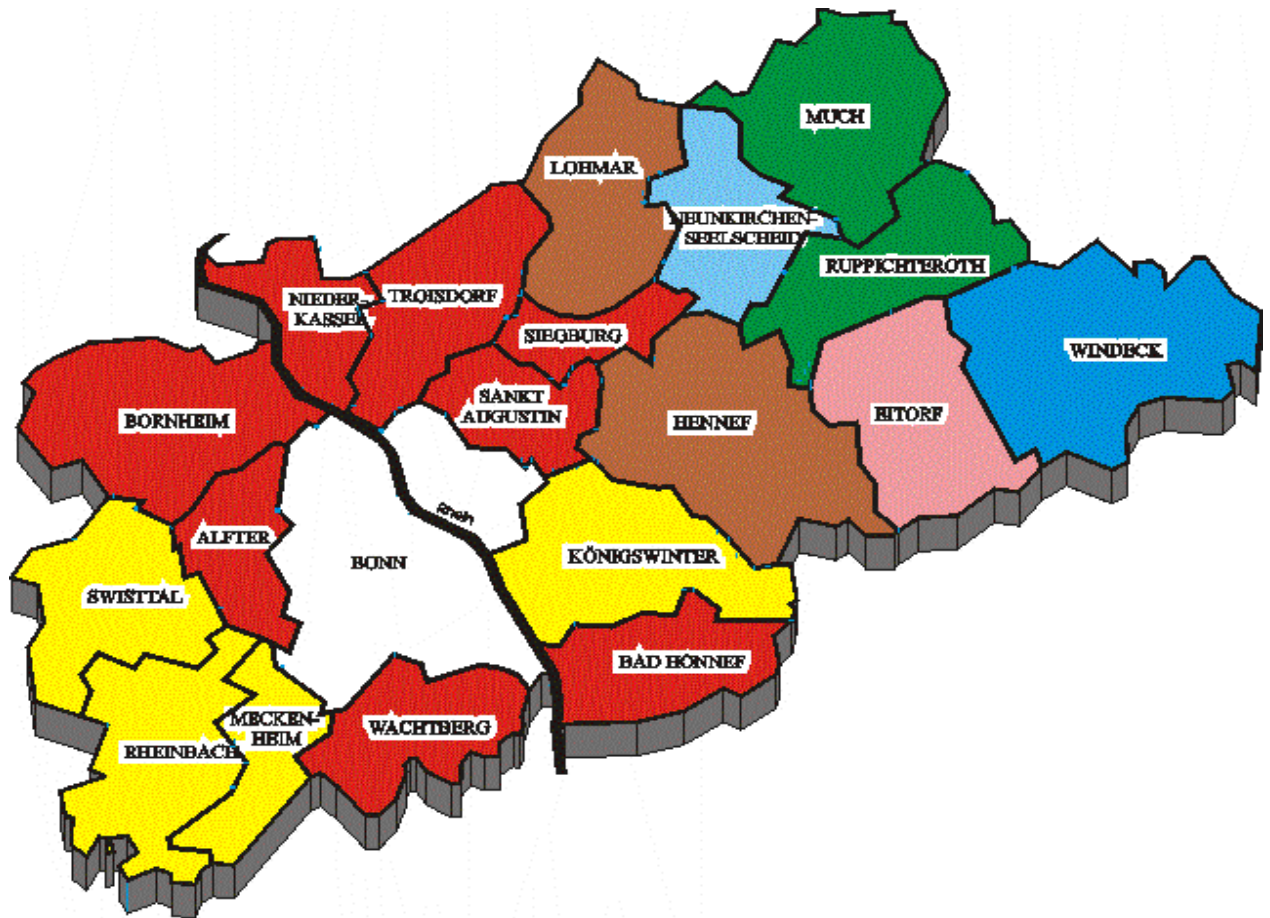 MUCH
LOHMAR
NEUNKIRCHEN-
SEELSCHEID
RUPPICHTEROTH
NIEDER-
KASSEL
TROISDORF
SIEGBURG
WINDECK
SANKT
AUGUSTIN
BORNHEIM
HENNEF
EITORF
Rhein
ALFTER
BONN
KÖNIGSWINTER
SWISTTAL
BAD HONNEF
MECKEN-
HEIM
WACHTBERG
RHEINBACH